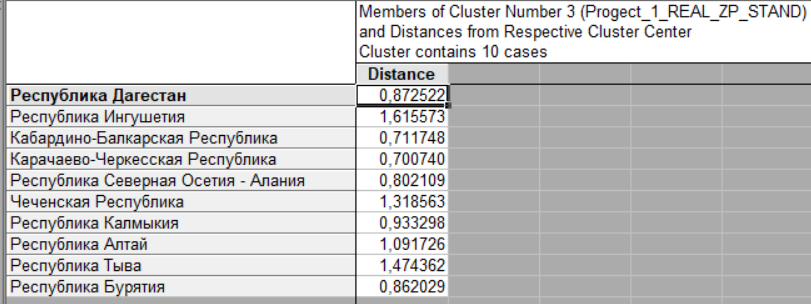 Members of Cluster Number 3 (Progect_1_REAL_ZP_STAND)
and Distances from Respective Cluster Center
Cluster contains 10 cases
Distance
Республика Дагестан 0,872522
Республика Ингушетия 1,615573
Кабардино-Балкарская Республика 0,711748
Карачаево-Черкесская Республика 0,700740
Республика Северная Осетия - Алания 0,802109
Чеченская Республика 1,318563
Республика Калмыкия 0,933298
Республика Алтай 1,091726
Республика Тыва 1,474362
Республика Бурятия 0,862029